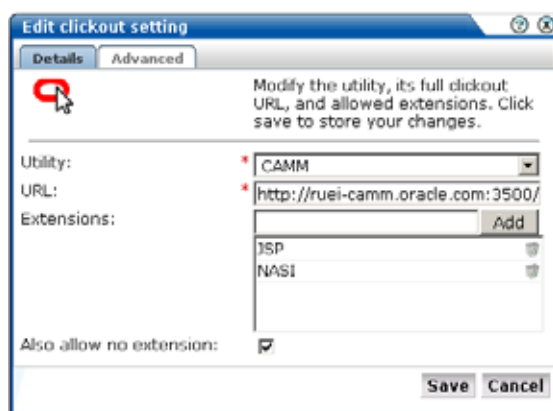 Edit clickout setting
Details Advanced
Modify the utility, its full clickout
URL, and allowed extensions. Click
save to store your changes.
Utility: * CAMM
URL: * http://ruei-camm.oracle.com:3500/
Extensions: Add
JSP
NASI
Also allow no extension:
Save Cancel